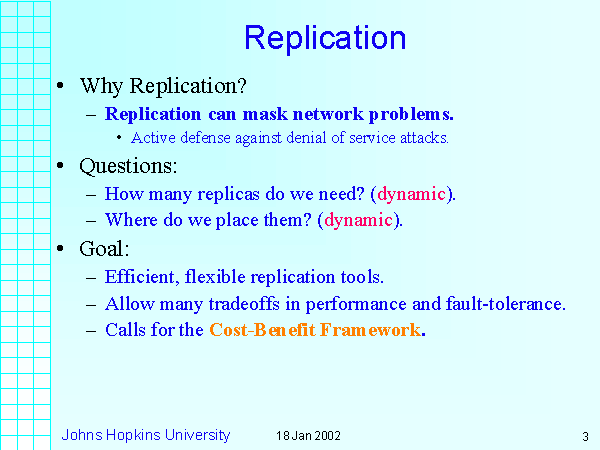 Replication
• Why Replication?
– Replication can mask network problems.
• Active defense against denial of service attacks.
• Questions:
– How many replicas do we need? (dynamic).
– Where do we place them? (dynamic).
• Goal:
– Efficient, flexible replication tools.
– Allow many tradeoffs in performance and fault-tolerance.
– Calls for the Cost-Benefit Framework.
Johns Hopkins University 18 Jan 2002 3